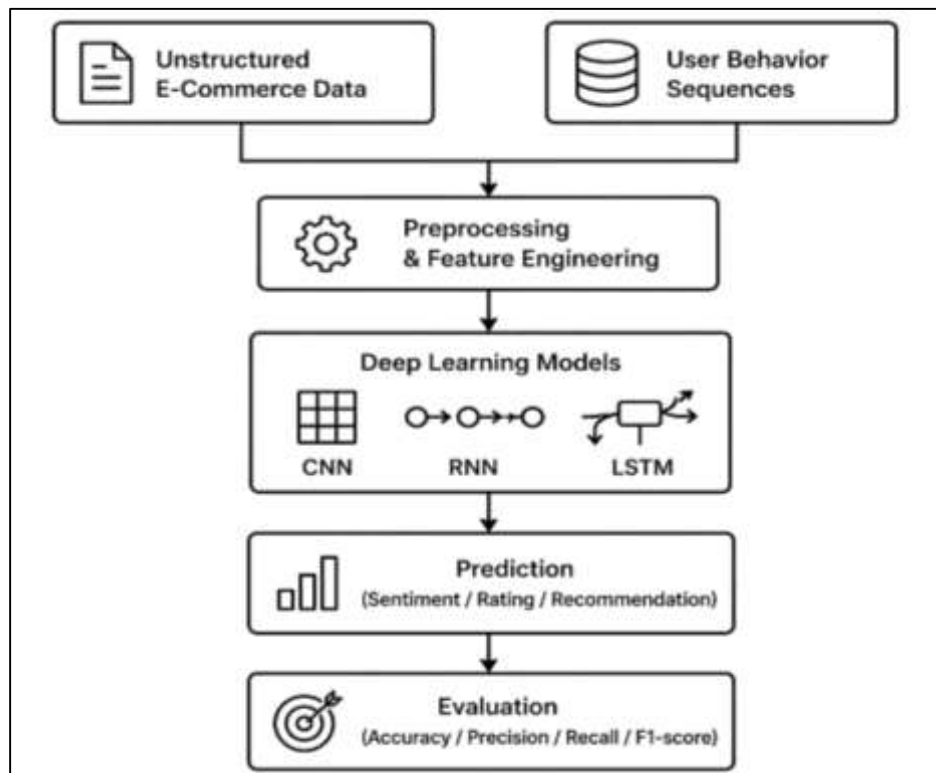 Unstructured
E-Commerce Data
User Behavior
Sequences
Preprocessing
& Feature Engineering
Deep Learning Models
CNN
RNN
LSTM
Prediction
(Sentiment / Rating / Recommendation)
Evaluation
(Accuracy / Precision / Recall / F1-score)